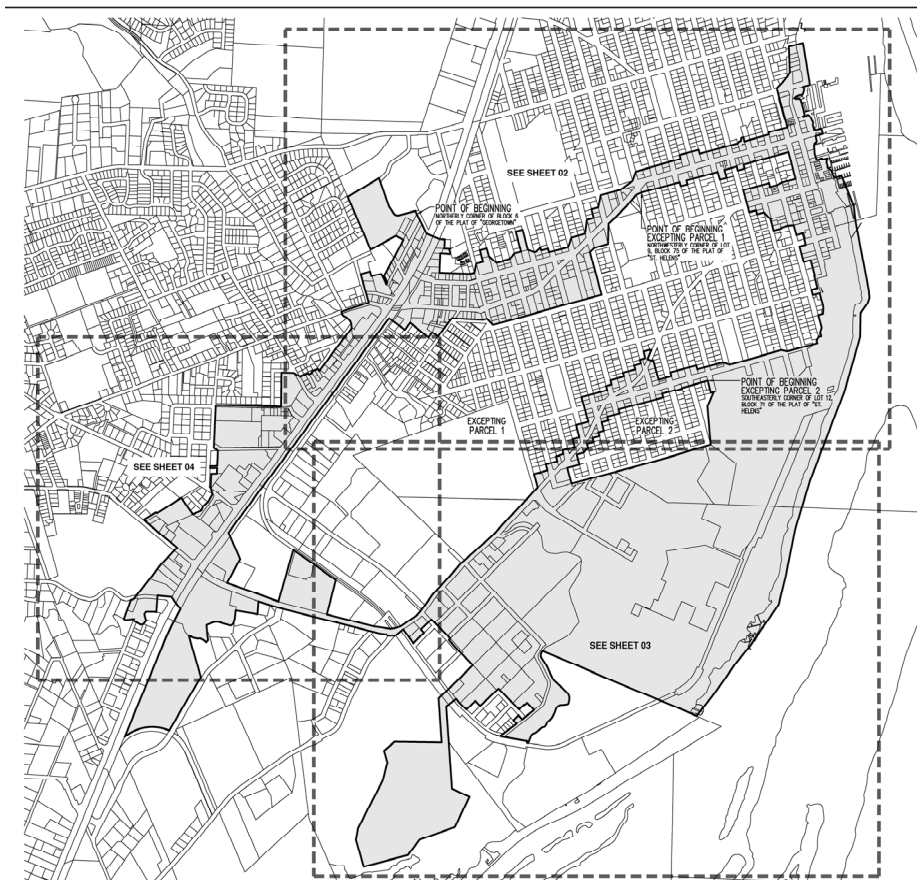 SEE SHEET 02
POINT OF BEGINNING
NORTHERLY CORNER OF BLOCK 6
OF THE PLAT OF "GEORGETOWN"
POINT OF BEGINNING
EXCEPTING PARCEL 1
NORTHWESTERLY CORNER OF LOT
9, BLOCK 75 OF THE PLAT OF
"ST. HELENS"
POINT OF BEGINNING
EXCEPTING PARCEL 2
SOUTHEASTERLY CORNER OF LOT 12,
BLOCK 71 OF THE PLAT OF "ST.
HELENS"
EXCEPTING
PARCEL 1
EXCEPTING
PARCEL 2
SEE SHEET 04
SEE SHEET 03